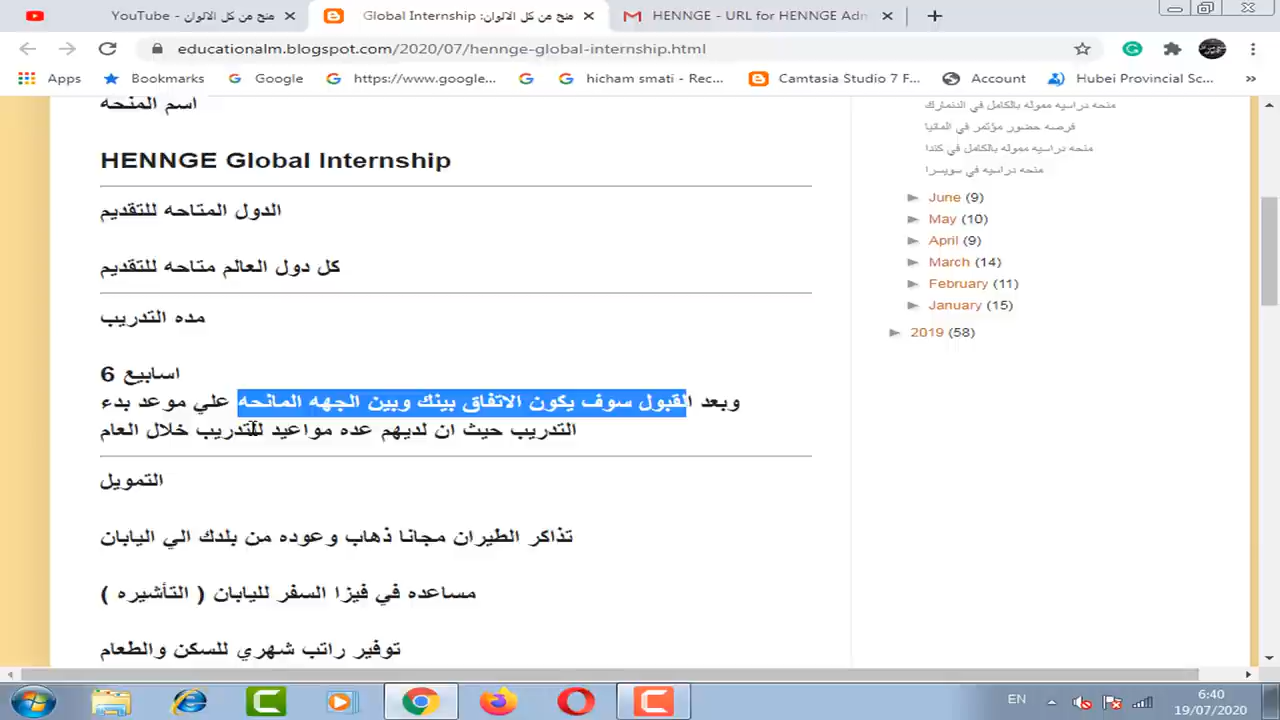 YouTube - منح من كل الالوان
Global Internship :منح من كل الالوان
HENNGE - URL for HENNGE Adm
educationalm.blogspot.com/2020/07/hennge-global-internship.html
Apps
Bookmarks
Google
https://www.google...
hicham smati - Rec...
Camtasia Studio 7 F...
Account
Hubei Provincial Sc...
»
اسم المنحه
HENNGE Global Internship
الدول المتاحه للتقديم
كل دول العالم متاحه للتقديم
مده التدريب
6 اسابيع
وبعد القبول سوف يكون الاتفاق بينك وبين الجهه المانحه علي موعد بدء
التدريب حيث ان لديهم عده مواعيد للتدريب خلال العام
التمويل
تذاكر الطيران مجانا ذهاب وعوده من بلدك الي اليابان
مساعده في فيزا السفر لليابان ( التأشيره )
توفير راتب شهري للسكن والطعام
منحه دراسيه مموله بالكامل في الدنمارك
فرصه حضور مؤتمر في المانيا
منحه دراسيه مموله بالكامل في كندا
منحه دراسيه في سويسرا
June (9)
May (10)
April (9)
March (14)
February (11)
January (15)
2019 (58)
EN
6:40
19/07/2020